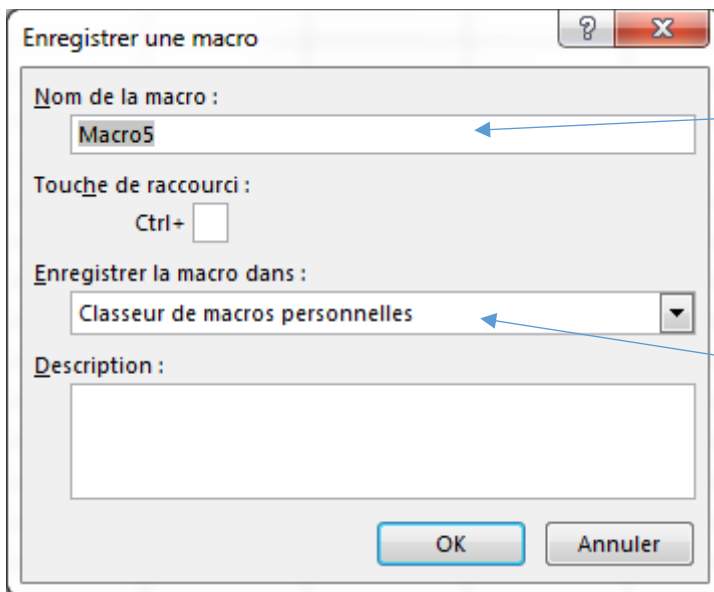 Enregistrer une macro
Nom de la macro :
Macro5
Touche de raccourci :
Ctrl+
Enregistrer la macro dans :
Classeur de macros personnelles
Description :
OK Annuler